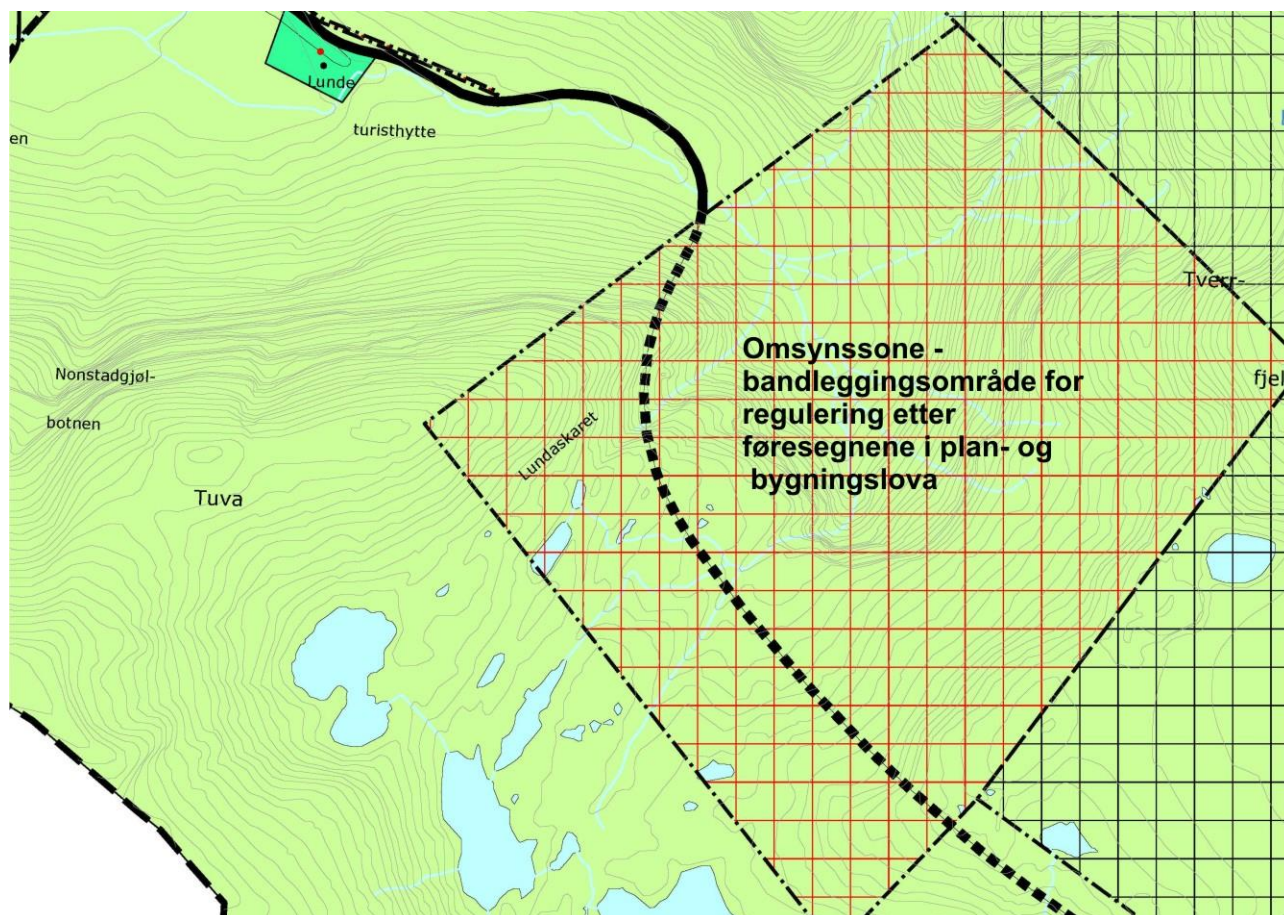 Lunde
turisthytte
en
Tverr-
fjel
Omsynssone -
bandleggingsområde for
regulering etter
føresegnene i plan- og
bygningslova
Nonstadgjøl-
botnen
Lundaskaret
Tuva